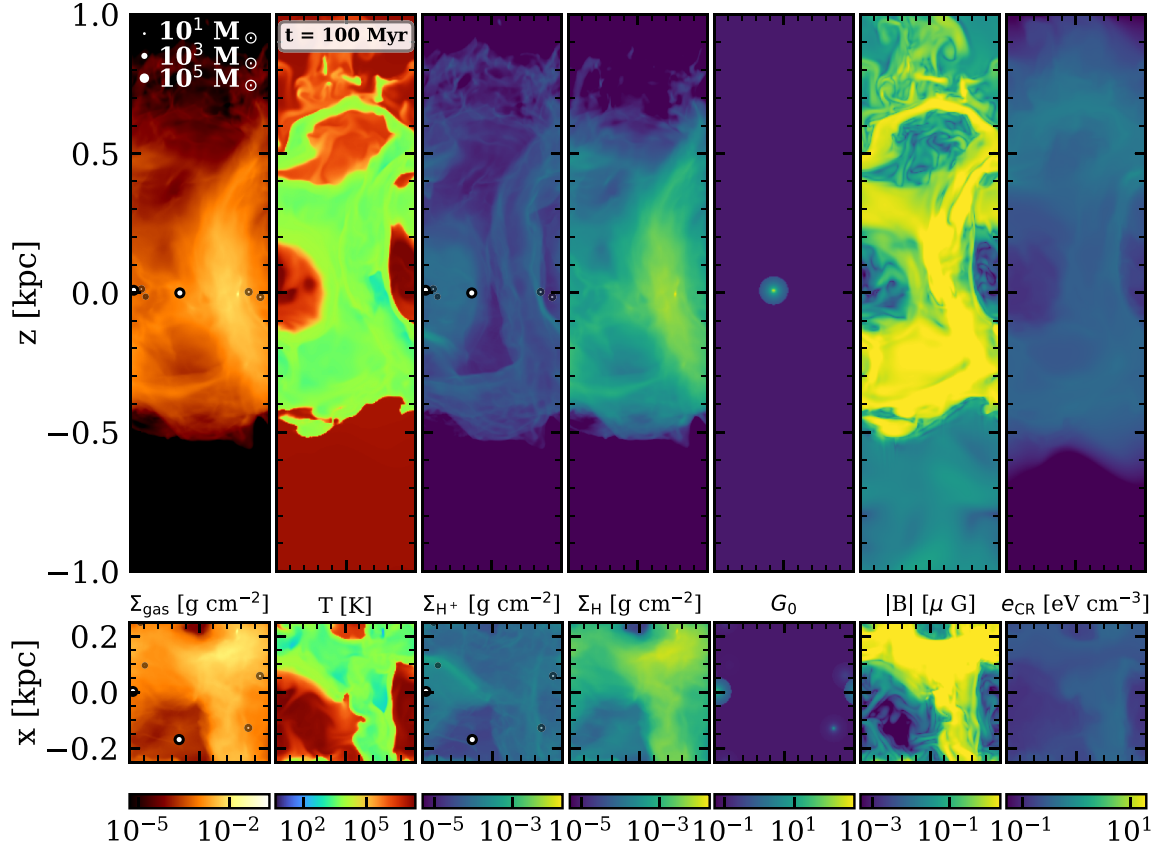 10¹ M⊙
10³ M⊙
10⁵ M⊙
t = 100 Myr
z [kpc]
1.0
0.5
0.0
−0.5
−1.0
Σgas [g cm⁻²]
T [K]
ΣH⁺ [g cm⁻²]
ΣH [g cm⁻²]
G₀
|B| [μ G]
eCR [eV cm⁻³]
x [kpc]
0.2
0.0
−0.2
10⁻⁵ 10⁻²
10² 10⁵
10⁻⁵ 10⁻³
10⁻⁵ 10⁻³
10⁻¹ 10¹
10⁻³ 10⁻¹
10⁻¹ 10¹